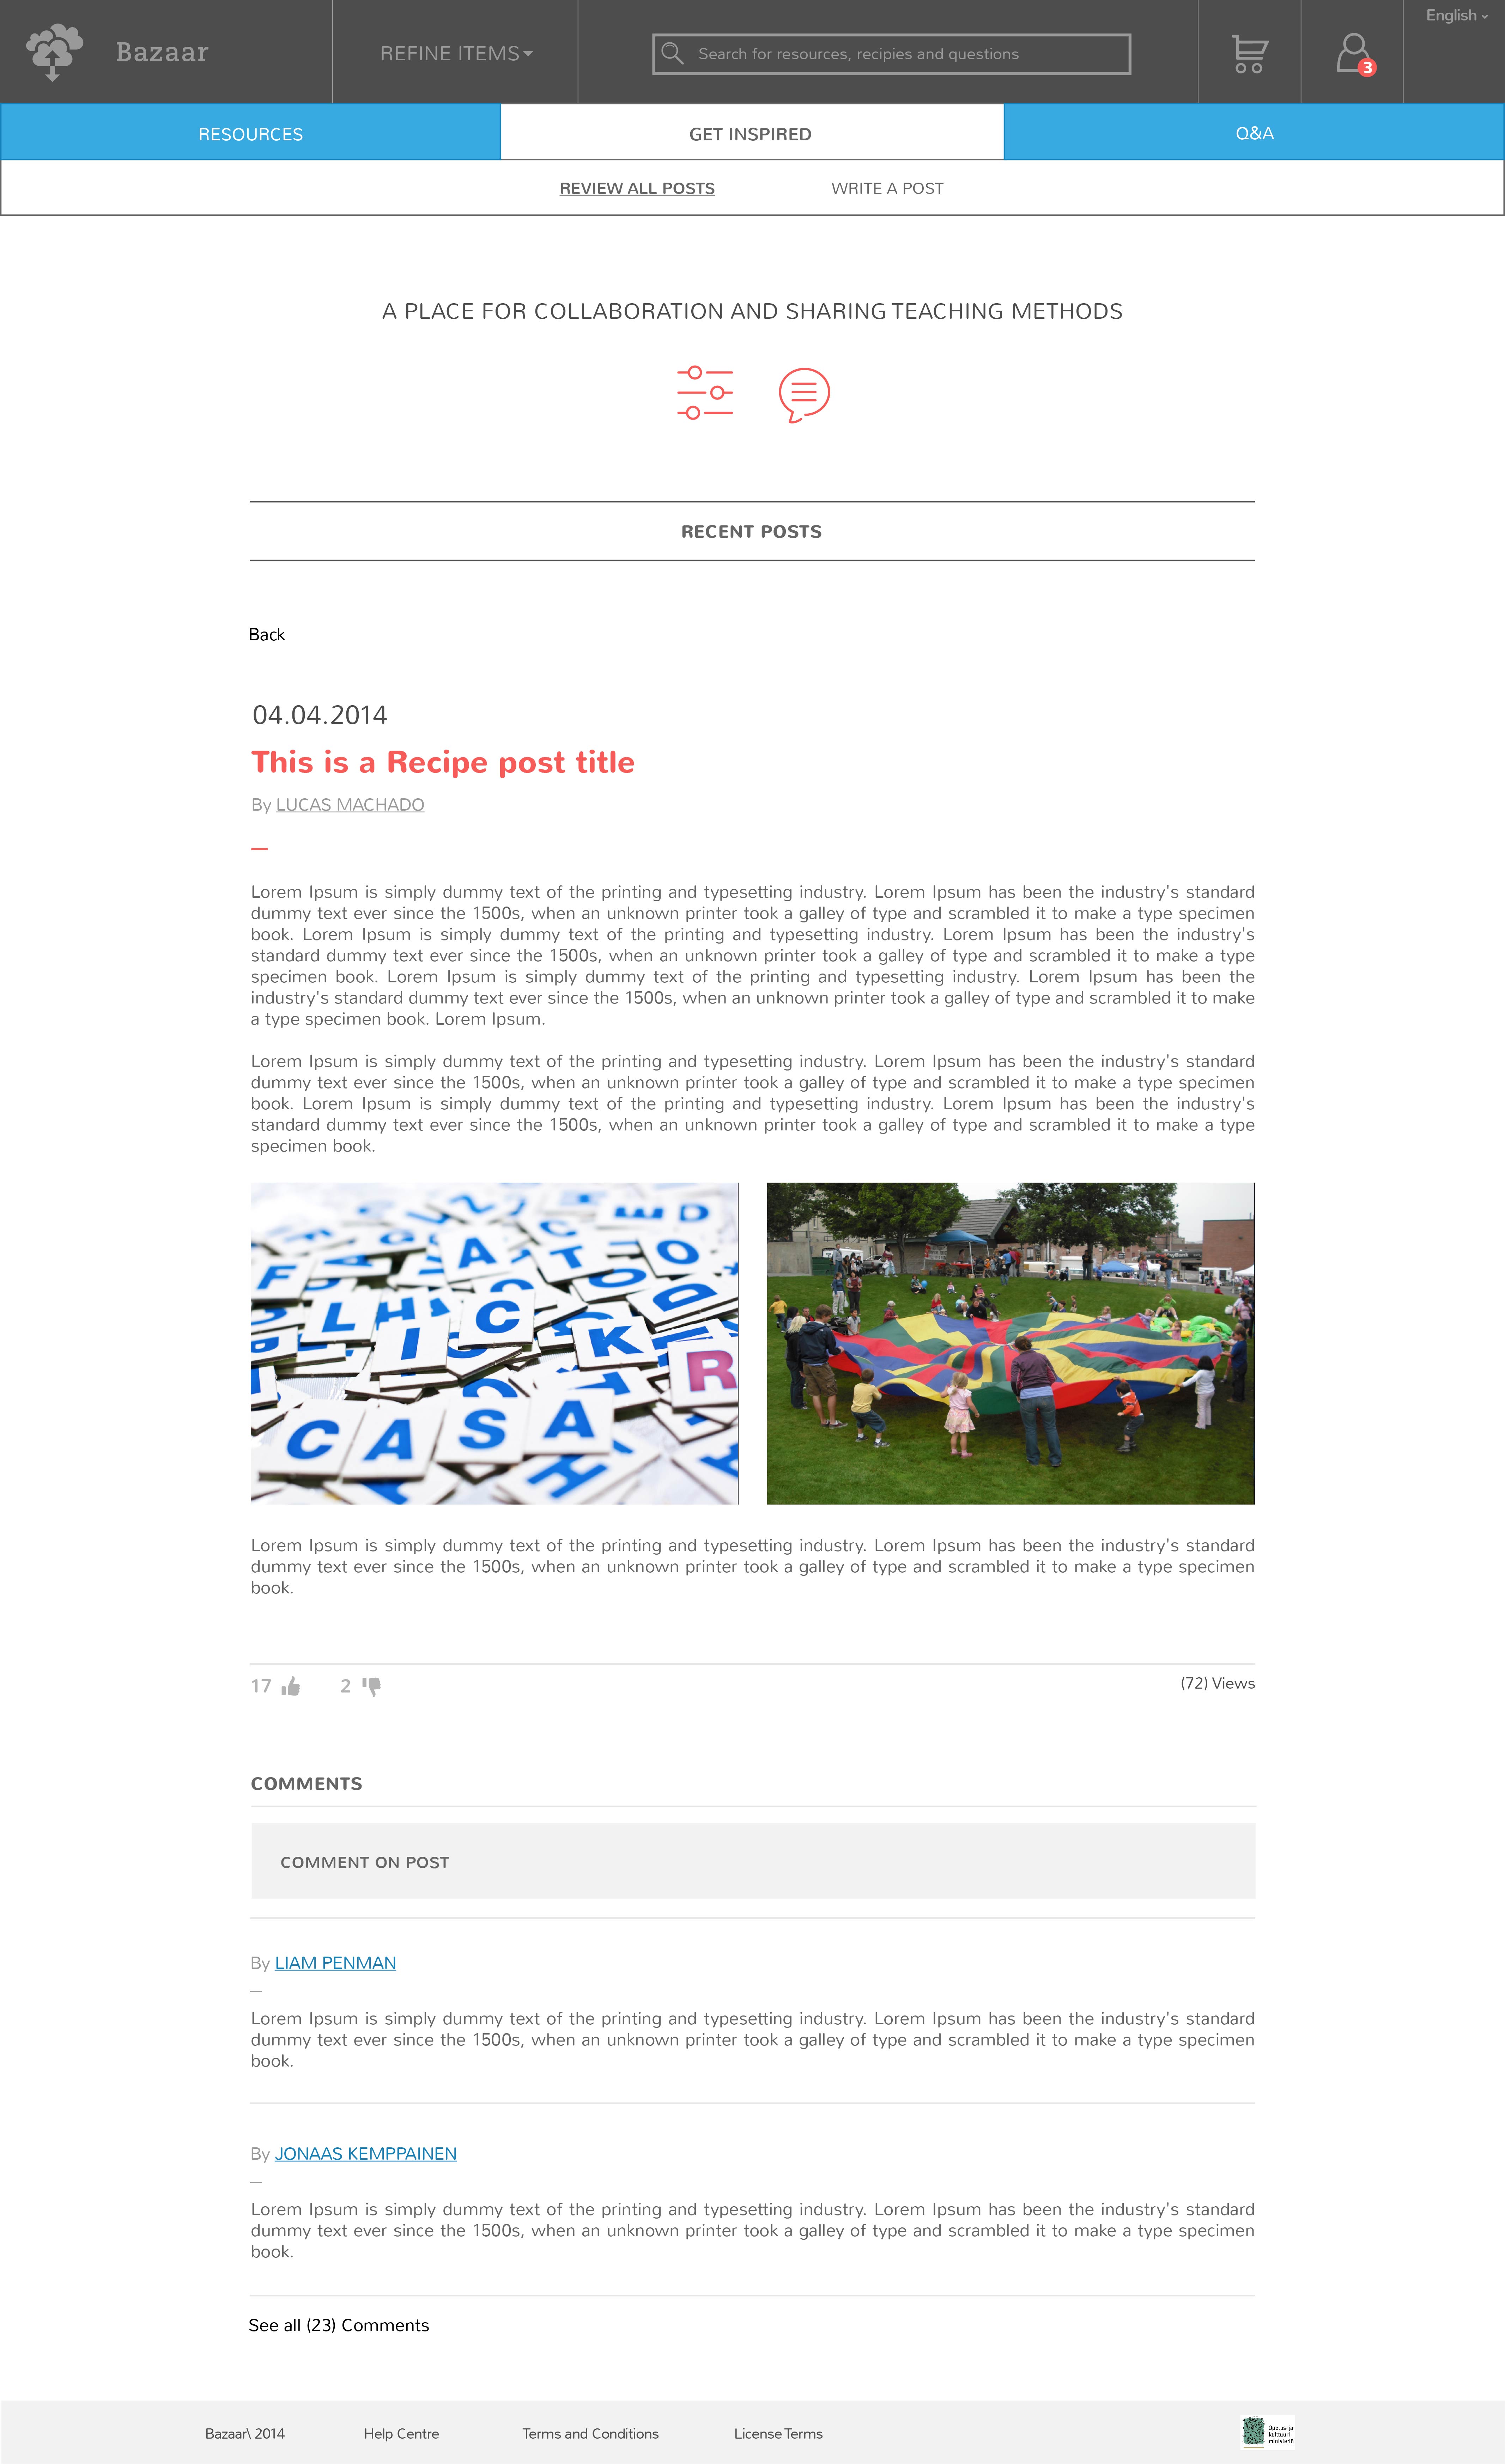 Bazaar
REFINE ITEMS
Search for resources, recipies and questions
3
English
RESOURCES
GET INSPIRED
Q&A
REVIEW ALL POSTS
WRITE A POST
A PLACE FOR COLLABORATION AND SHARING TEACHING METHODS
RECENT POSTS
Back
04.04.2014
This is a Recipe post title
By LUCAS MACHADO
Lorem Ipsum is simply dummy text of the printing and typesetting industry. Lorem Ipsum has been the industry's standard
dummy text ever since the 1500s, when an unknown printer took a galley of type and scrambled it to make a type specimen
book. Lorem Ipsum is simply dummy text of the printing and typesetting industry. Lorem Ipsum has been the industry's
standard dummy text ever since the 1500s, when an unknown printer took a galley of type and scrambled it to make a type
specimen book. Lorem Ipsum is simply dummy text of the printing and typesetting industry. Lorem Ipsum has been the
industry's standard dummy text ever since the 1500s, when an unknown printer took a galley of type and scrambled it to make
a type specimen book. Lorem Ipsum.
Lorem Ipsum is simply dummy text of the printing and typesetting industry. Lorem Ipsum has been the industry's standard
dummy text ever since the 1500s, when an unknown printer took a galley of type and scrambled it to make a type specimen
book. Lorem Ipsum is simply dummy text of the printing and typesetting industry. Lorem Ipsum has been the industry's
standard dummy text ever since the 1500s, when an unknown printer took a galley of type and scrambled it to make a type
specimen book.
CASA
Lorem Ipsum is simply dummy text of the printing and typesetting industry. Lorem Ipsum has been the industry's standard
dummy text ever since the 1500s, when an unknown printer took a galley of type and scrambled it to make a type specimen
book.
17
2
(72) Views
COMMENTS
COMMENT ON POST
By LIAM PENMAN
Lorem Ipsum is simply dummy text of the printing and typesetting industry. Lorem Ipsum has been the industry's standard
dummy text ever since the 1500s, when an unknown printer took a galley of type and scrambled it to make a type specimen
book.
By JONAAS KEMPPAINEN
Lorem Ipsum is simply dummy text of the printing and typesetting industry. Lorem Ipsum has been the industry's standard
dummy text ever since the 1500s, when an unknown printer took a galley of type and scrambled it to make a type specimen
book.
See all (23) Comments
Bazaar\ 2014
Help Centre
Terms and Conditions
License Terms
Opetus- ja
kulttuuri-
ministeriö